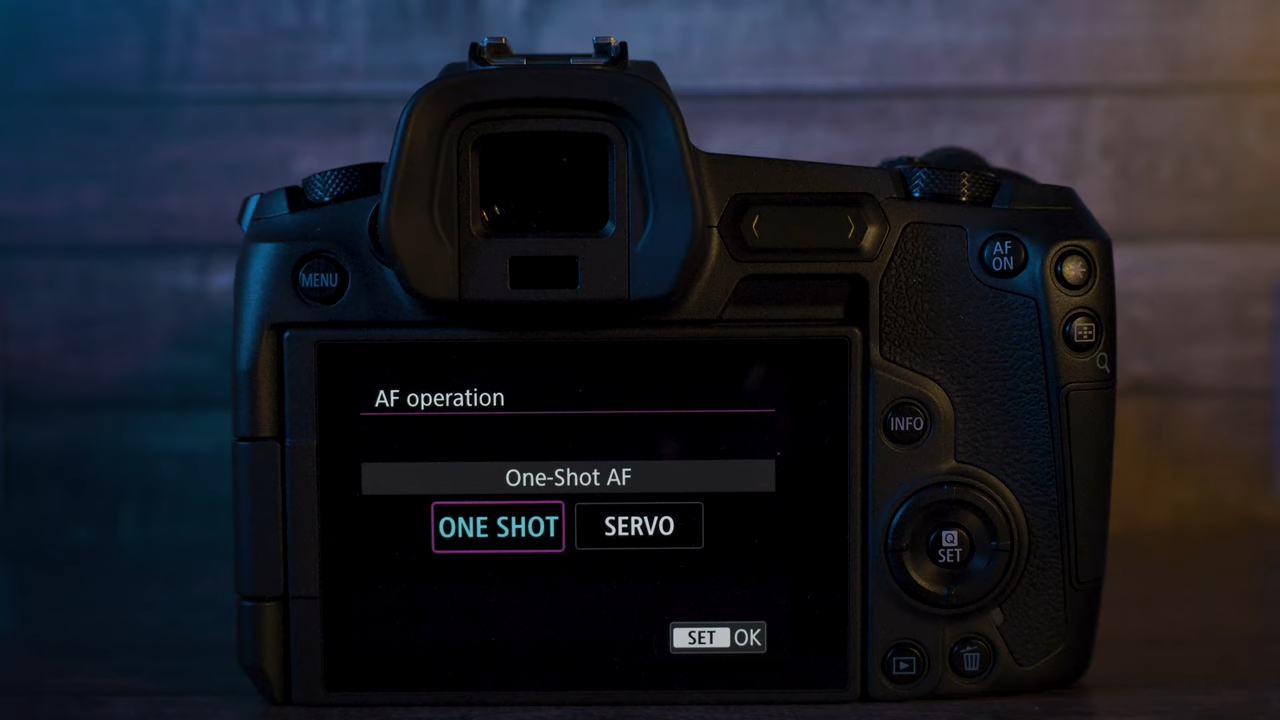 MENU
AF
ON
AF operation
INFO
One-Shot AF
ONE SHOT
SERVO
Q
SET
SET OK